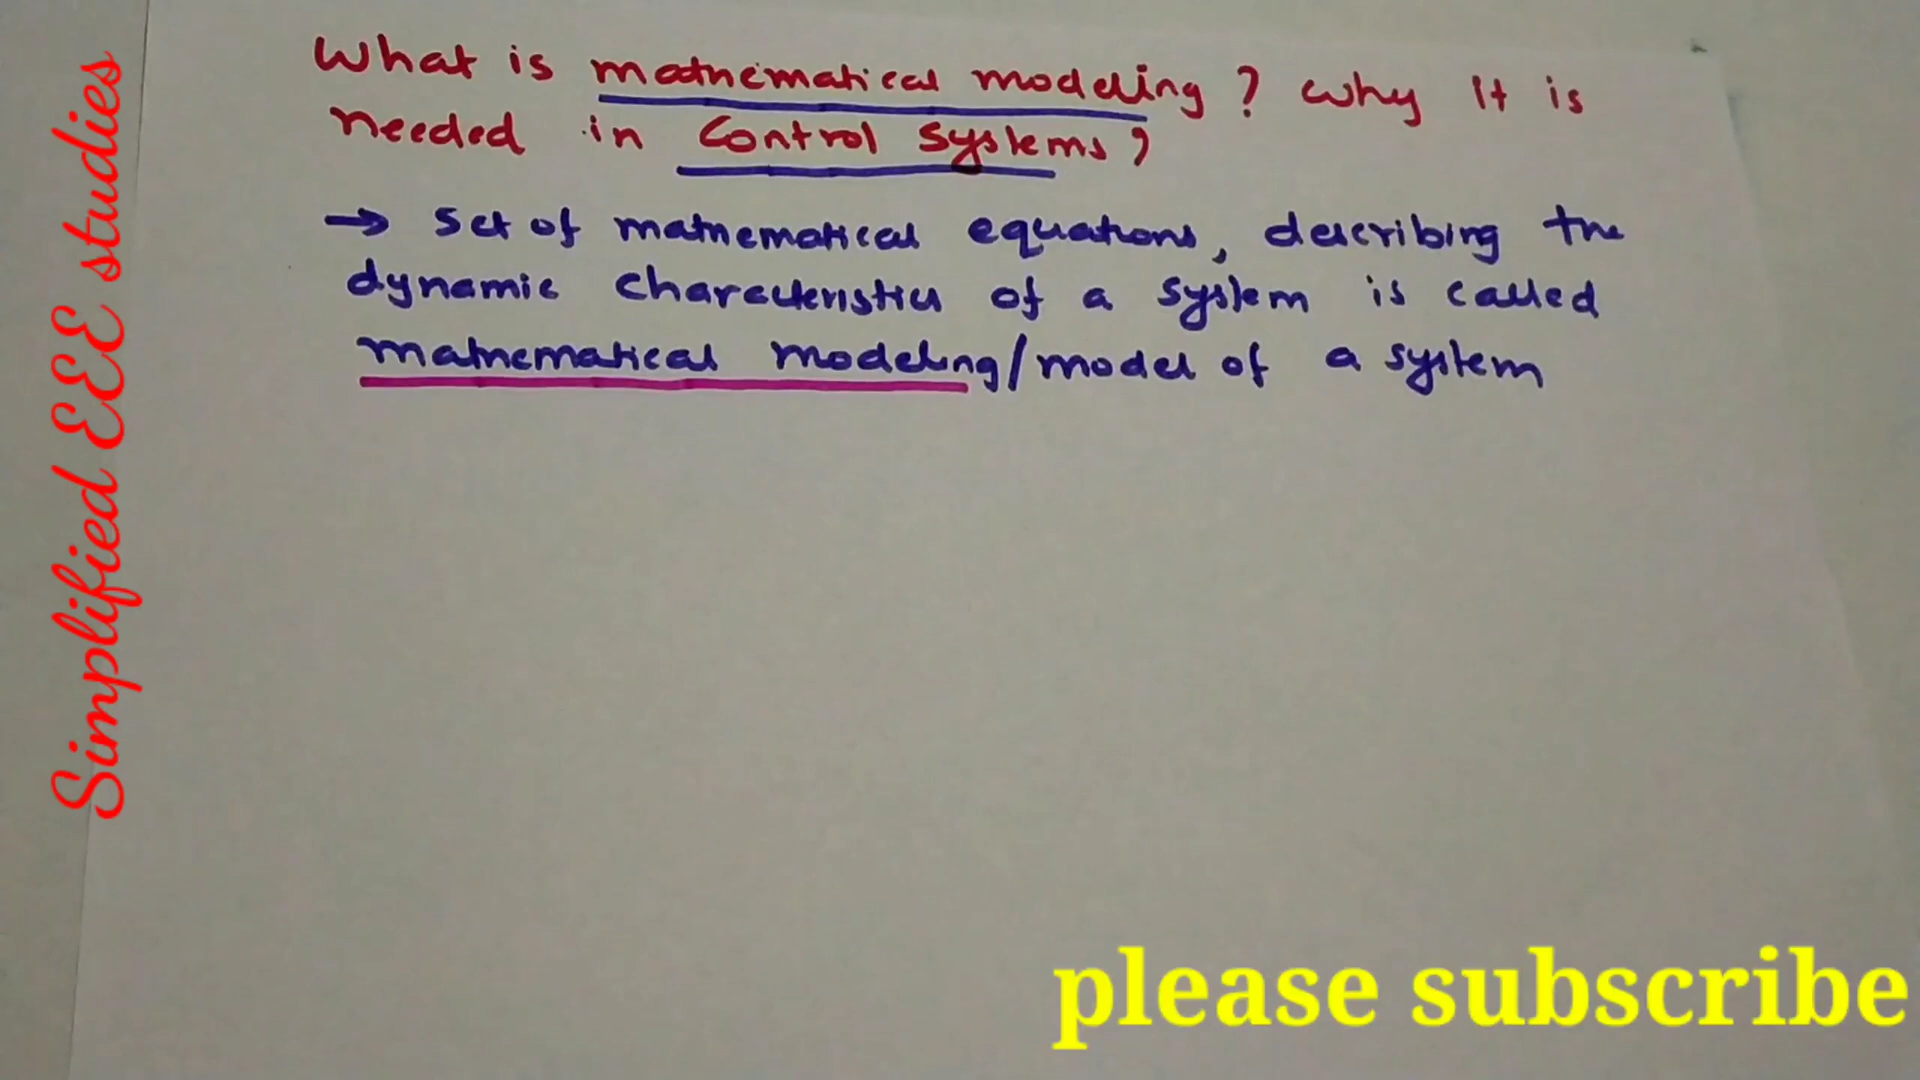 What is mathematical modeling? why it is
needed in control systems?
→ Set of mathematical equations, describing the
dynamic characteristics of a system is called
mathematical modeling/model of a system
Simplified EEE studies
please subscribe